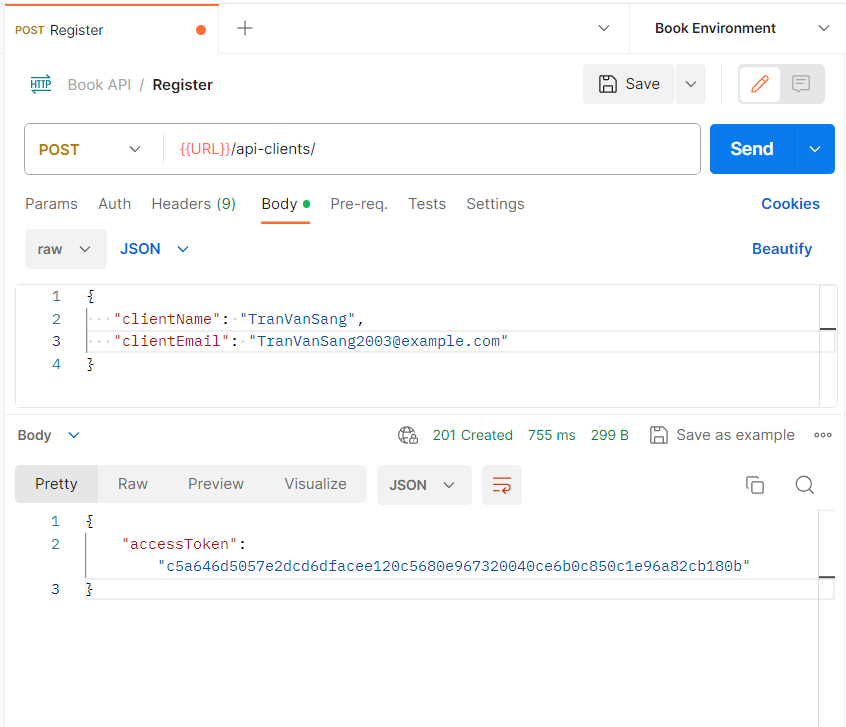 POST Register
Book Environment
HTTP Book API / Register Save
POST {{URL}}/api-clients/ Send
Params Auth Headers (9) Body Pre-req. Tests Settings Cookies
raw JSON Beautify
1 {
2 "clientName": "TranVanSang",
3 "clientEmail": "TranVanSang2003@example.com"
4 }
Body 201 Created 755 ms 299 B Save as example
Pretty Raw Preview Visualize JSON
1 {
2 "accessToken":
"c5a646d5057e2dcd6dfacee120c5680e967320040ce6b0c850c1e96a82cb180b"
3 }